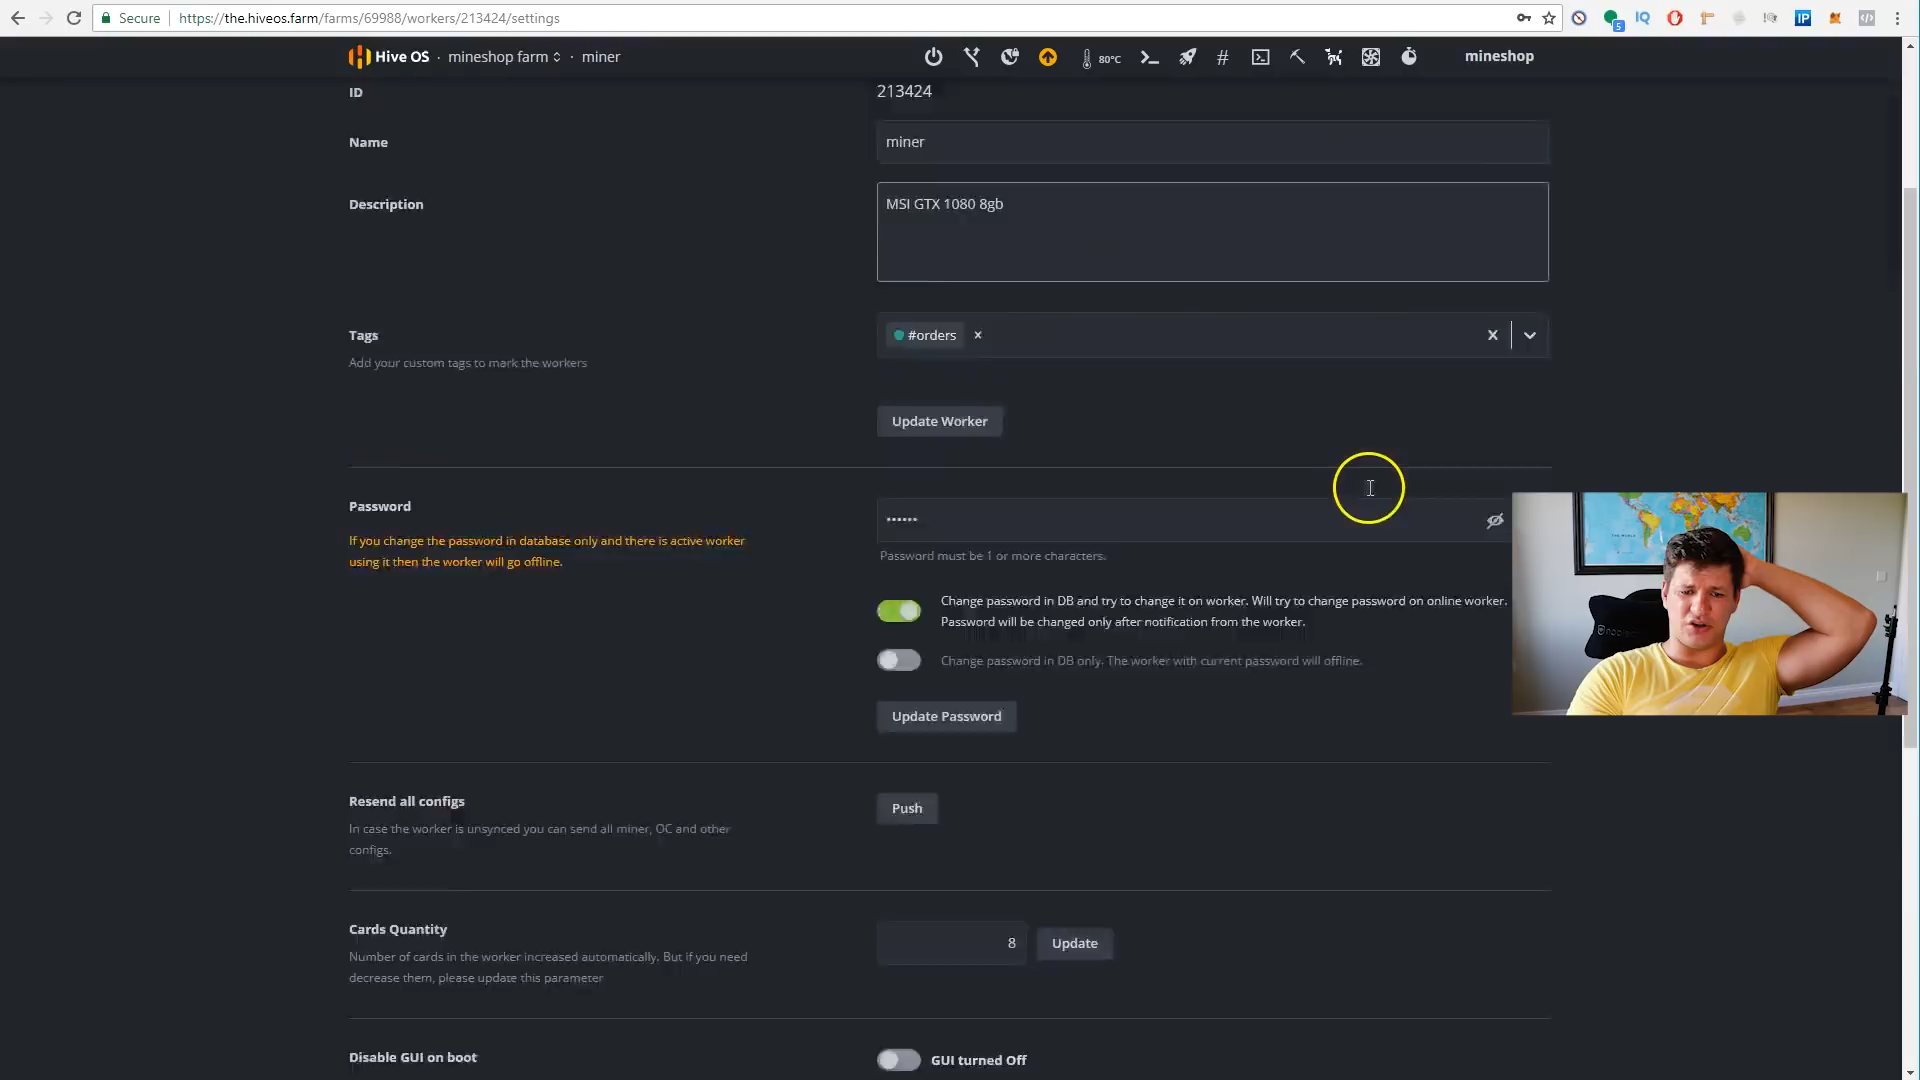 Secure https://the.hiveos.farm/farms/69988/workers/213424/settings
5 IQ IP
Hive OS · mineshop farm · miner 80°C mineshop
ID 213424
Name miner
Description MSI GTX 1080 8gb
Tags #orders
Add your custom tags to mark the workers
Update Worker
Password ••••••
If you change the password in database only and there is active worker
using it then the worker will go offline.
Password must be 1 or more characters.
Change password in DB and try to change it on worker. Will try to change password on online worker.
Password will be changed only after notification from the worker.
Change password in DB only. The worker with current password will offline.
Update Password
Resend all configs Push
In case the worker is unsynced you can send all miner, OC and other
configs.
Cards Quantity 8 Update
Number of cards in the worker increased automatically. But if you need
decrease them, please update this parameter
Disable GUI on boot GUI turned Off